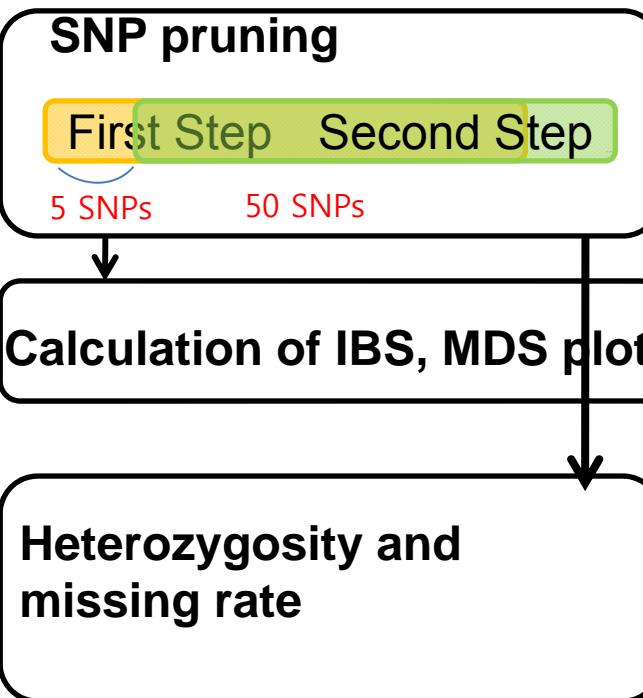 SNP pruning
First Step Second Step
5 SNPs 50 SNPs
Calculation of IBS, MDS plot
Heterozygosity and
missing rate